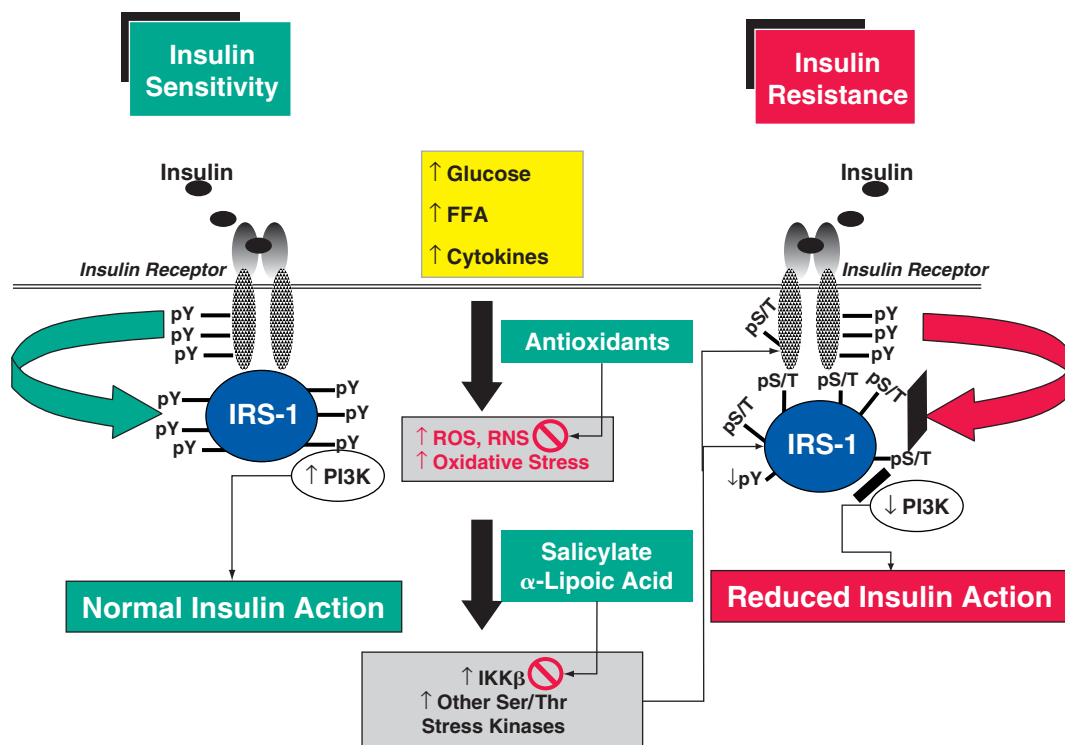 Insulin
Sensitivity
Insulin
Resistance
Insulin
↑ Glucose
↑ FFA
↑ Cytokines
Insulin
Insulin Receptor
Insulin Receptor
pY
pY
pY
pS/T
pY
pY
pY
Antioxidants
pY
pY
pY
pY
pY
pY
IRS-1
↑ PI3K
↑ ROS, RNS
↑ Oxidative Stress
pS/T
pS/T
pS/T
pS/T
IRS-1
pS/T
↓pY
↓ PI3K
Salicylate
α-Lipoic Acid
Normal Insulin Action
Reduced Insulin Action
↑ IKKβ
↑ Other Ser/Thr
Stress Kinases